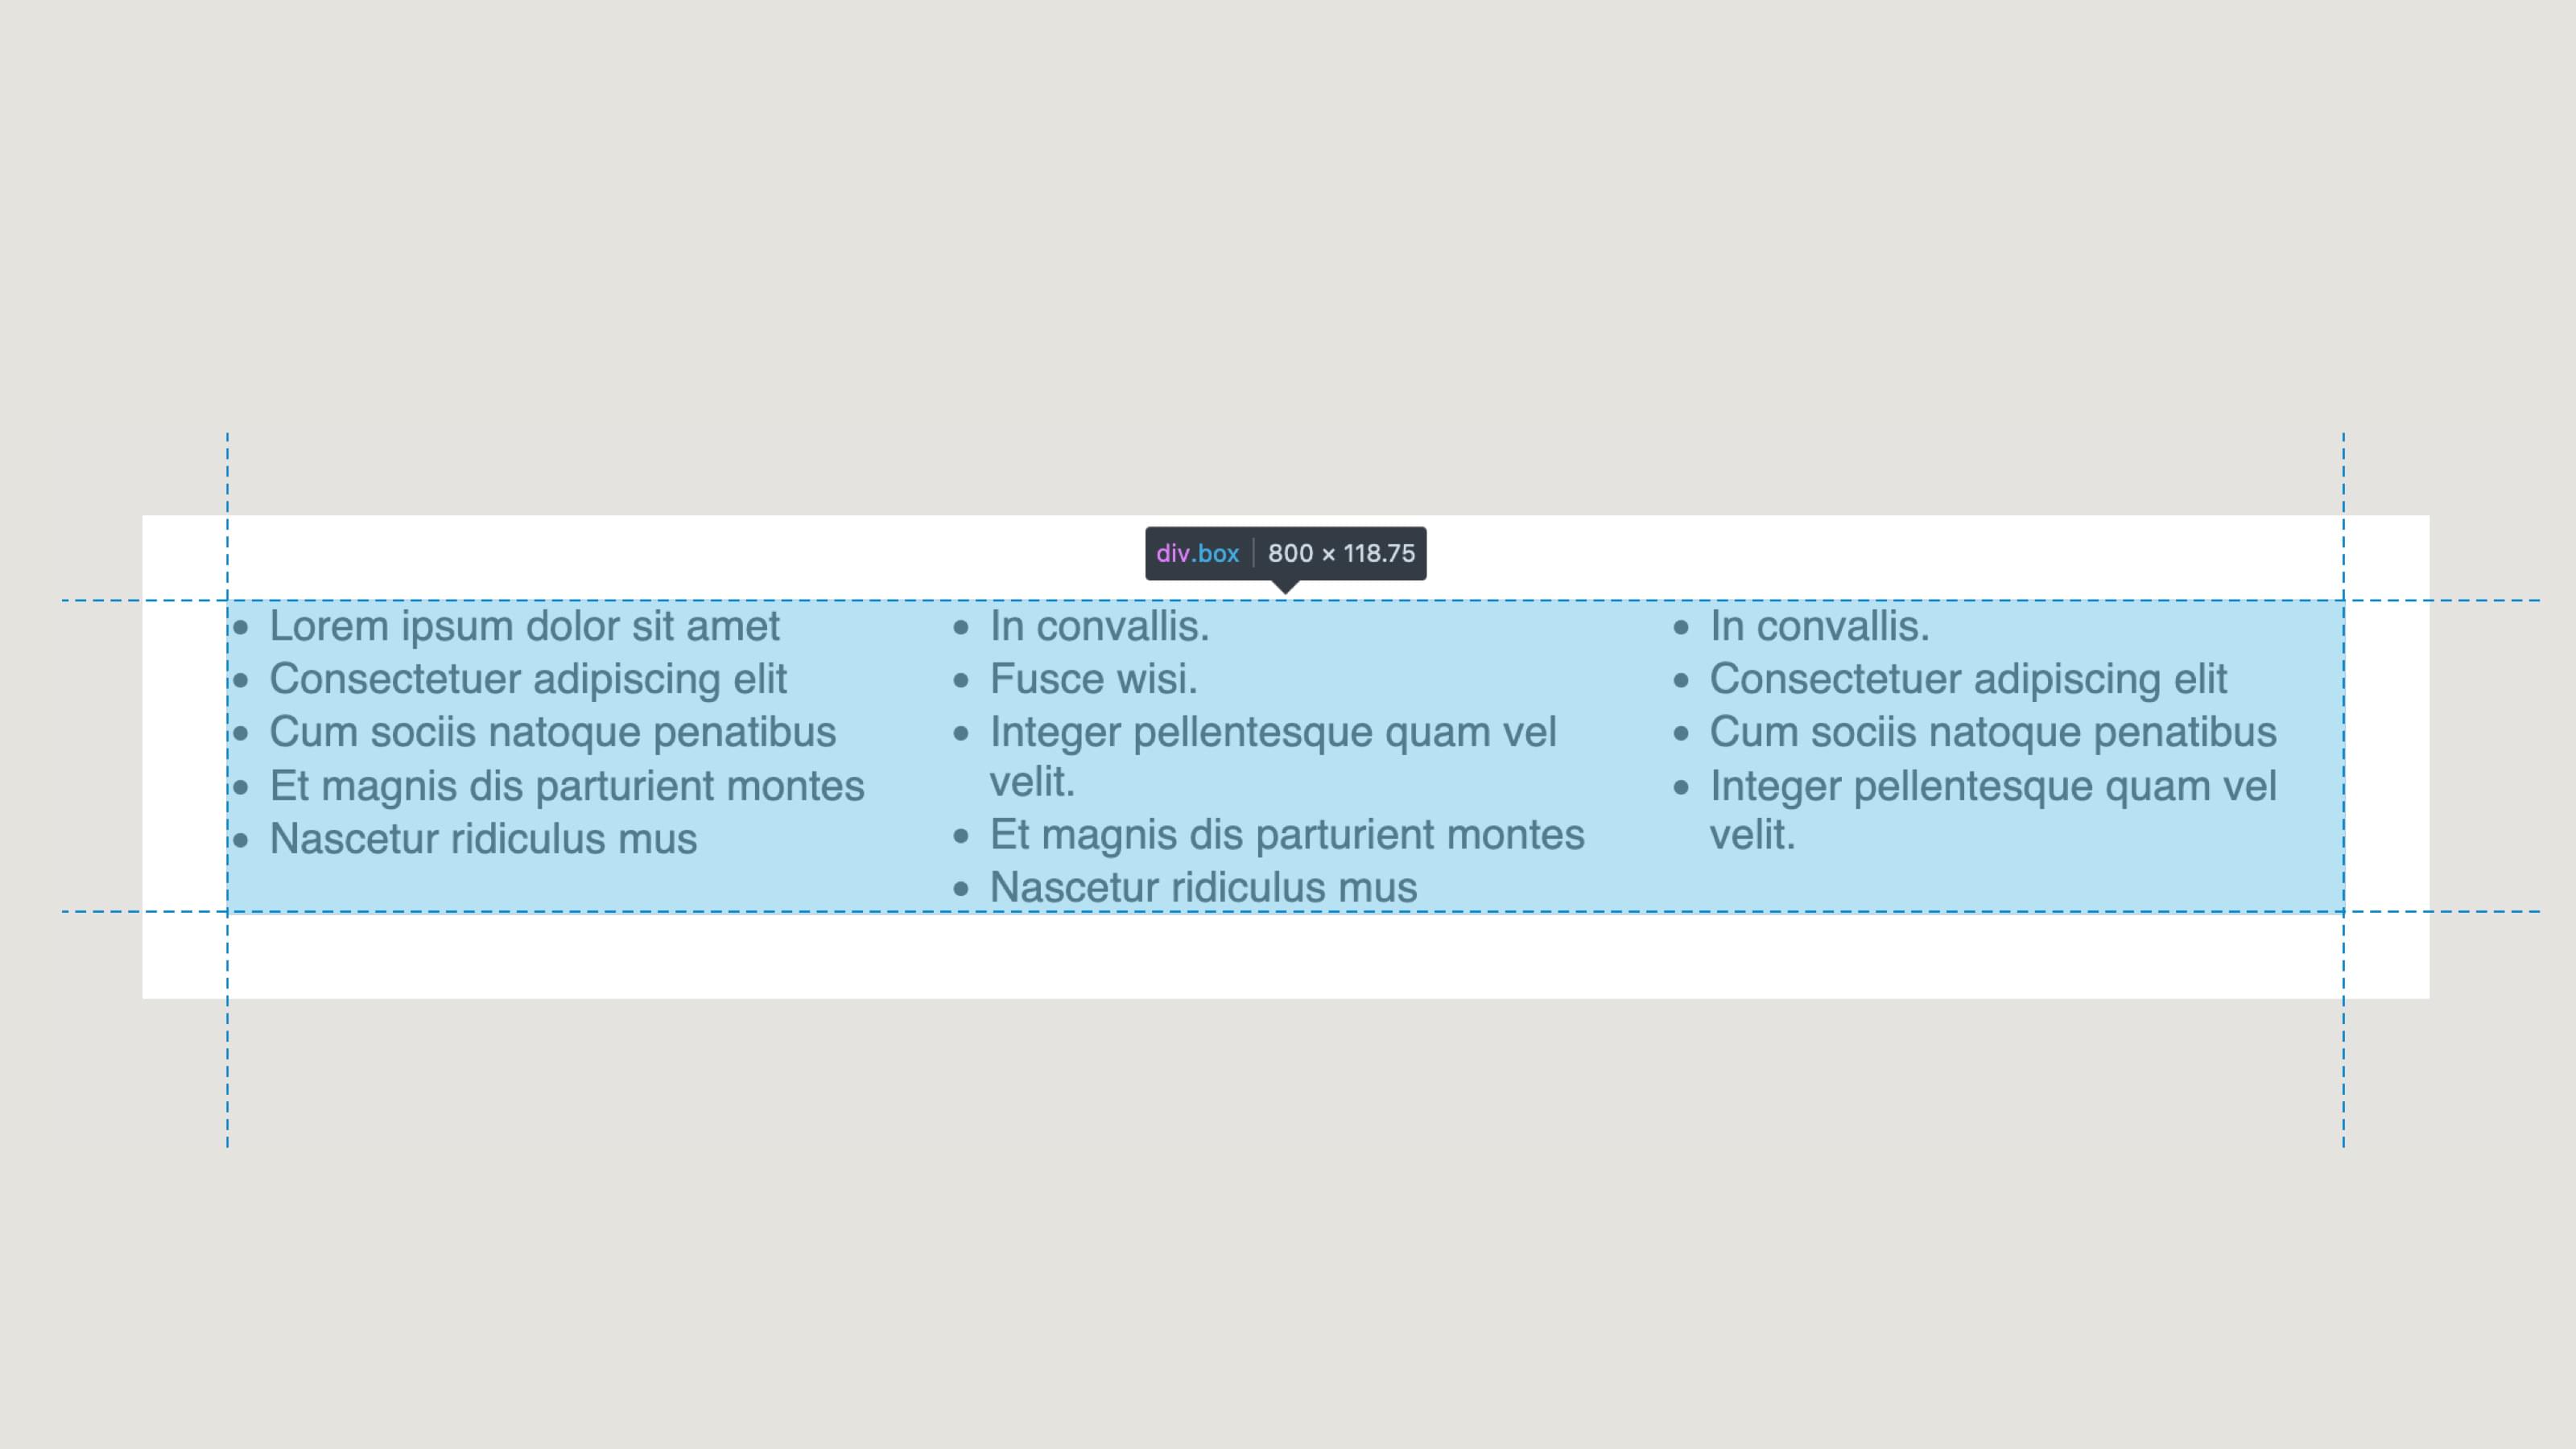 div.box 800 × 118.75
• Lorem ipsum dolor sit amet
• Consectetuer adipiscing elit
• Cum sociis natoque penatibus
• Et magnis dis parturient montes
• Nascetur ridiculus mus
• In convallis.
• Fusce wisi.
• Integer pellentesque quam vel
velit.
• Et magnis dis parturient montes
• Nascetur ridiculus mus
• In convallis.
• Consectetuer adipiscing elit
• Cum sociis natoque penatibus
• Integer pellentesque quam vel
velit.